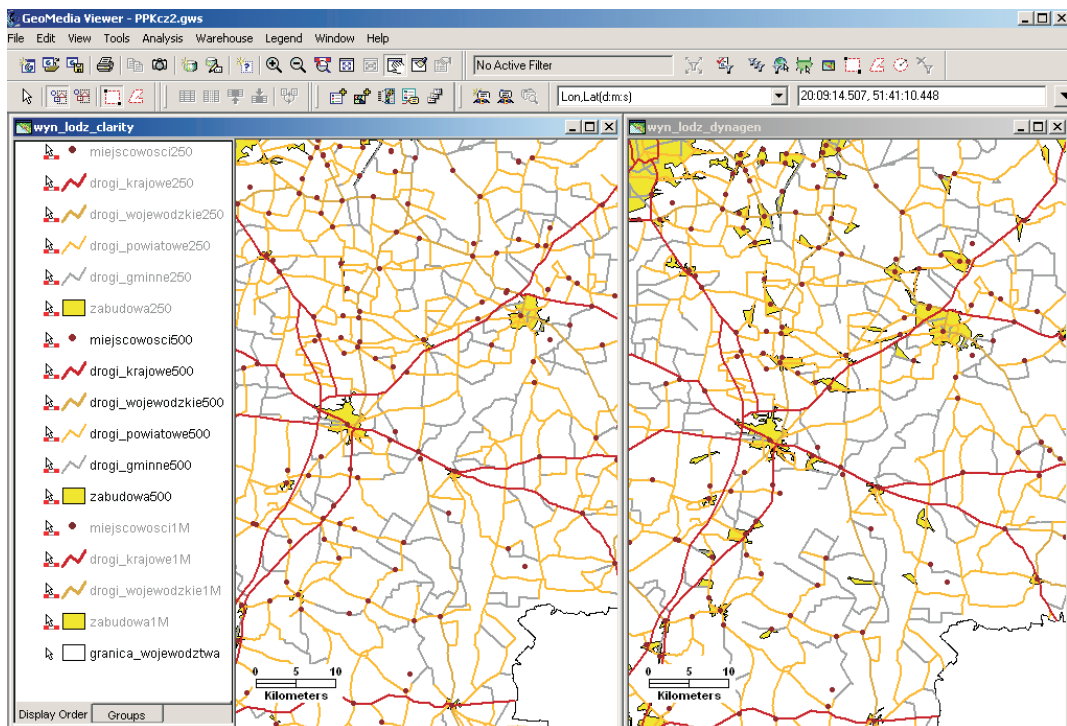 GeoMedia Viewer - PPKcz2.gws
File Edit View Tools Analysis Warehouse Legend Window Help
No Active Filter
Lon,Lat(d:m:s) 20:09:14.507, 51:41:10.448
wyn_lodz_clarity
miejscowosci250
drogi_krajowe250
drogi_wojewodzkie250
drogi_powiatowe250
drogi_gminne250
zabudowa250
miejscowosci500
drogi_krajowe500
drogi_wojewodzkie500
drogi_powiatowe500
drogi_gminne500
zabudowa500
miejscowosci1M
drogi_krajowe1M
drogi_wojewodzkie1M
zabudowa1M
granica_wojewodztwa
Display Order Groups
0 5 10
Kilometers
wyn_lodz_dynagen
0 5 10
Kilometers